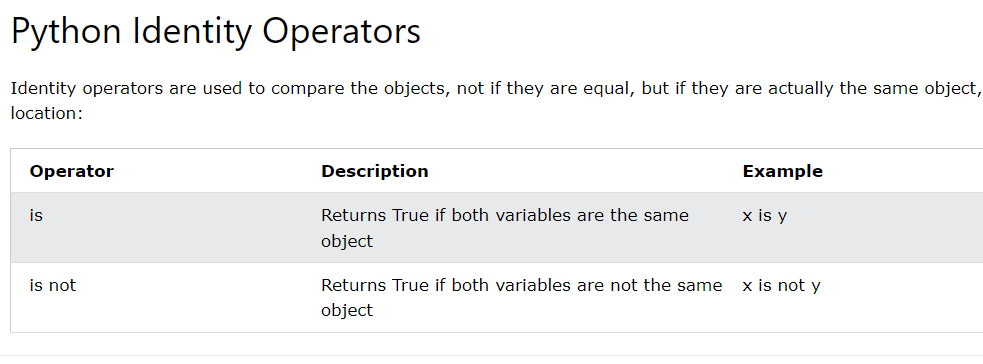 Python Identity Operators
Identity operators are used to compare the objects, not if they are equal, but if they are actually the same object,
location:
Operator Description Example
is Returns True if both variables are the same x is y
object
is not Returns True if both variables are not the same x is not y
object